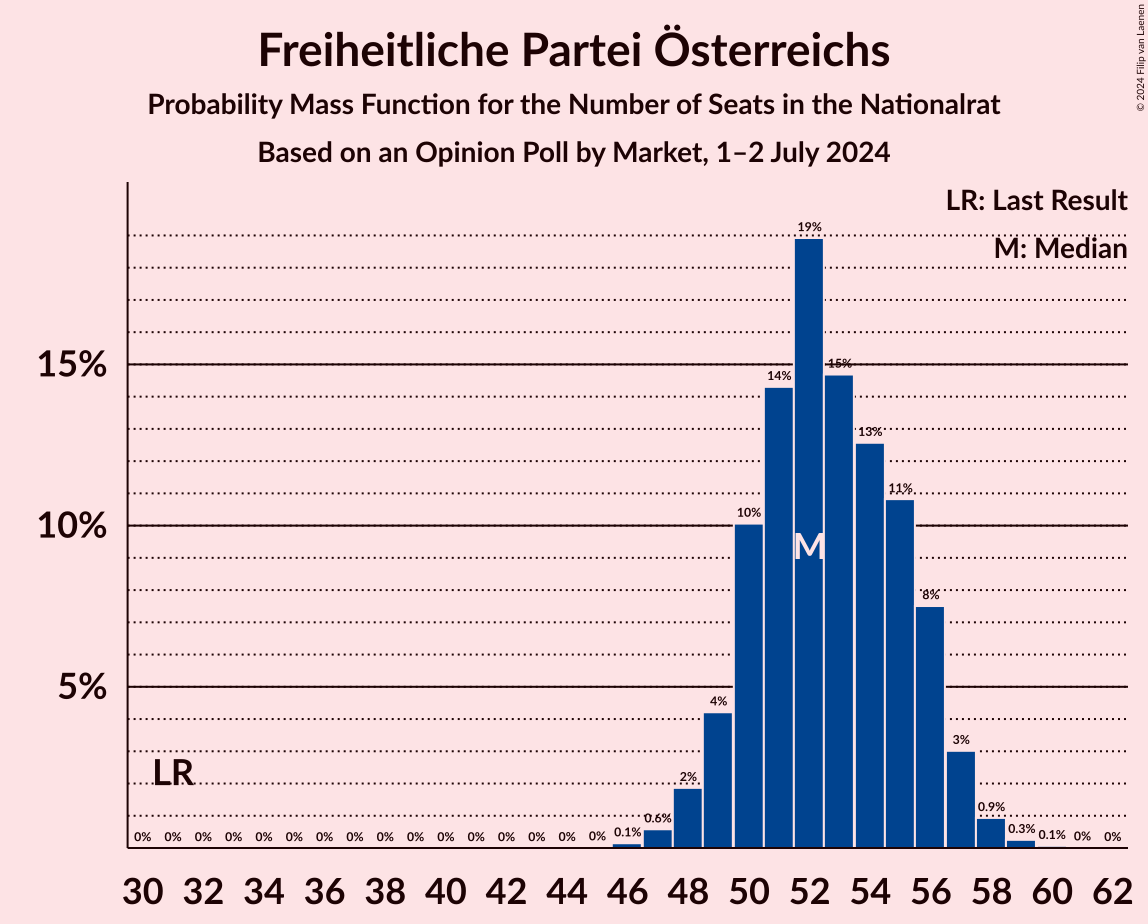 Freiheitliche Partei Österreichs
Probability Mass Function for the Number of Seats in the Nationalrat
Based on an Opinion Poll by Market, 1–2 July 2024
© 2024 Filip van Laenen
LR: Last Result
M: Median
19%
15%
15%
14%
13%
11%
10%
10%
M
8%
5%
4%
3%
LR
2%
0.9%
0.6%
0.3%
0% 0% 0% 0% 0% 0% 0% 0% 0% 0% 0% 0% 0% 0% 0% 0% 0.1% 0.1% 0% 0%
30 32 34 36 38 40 42 44 46 48 50 52 54 56 58 60 62